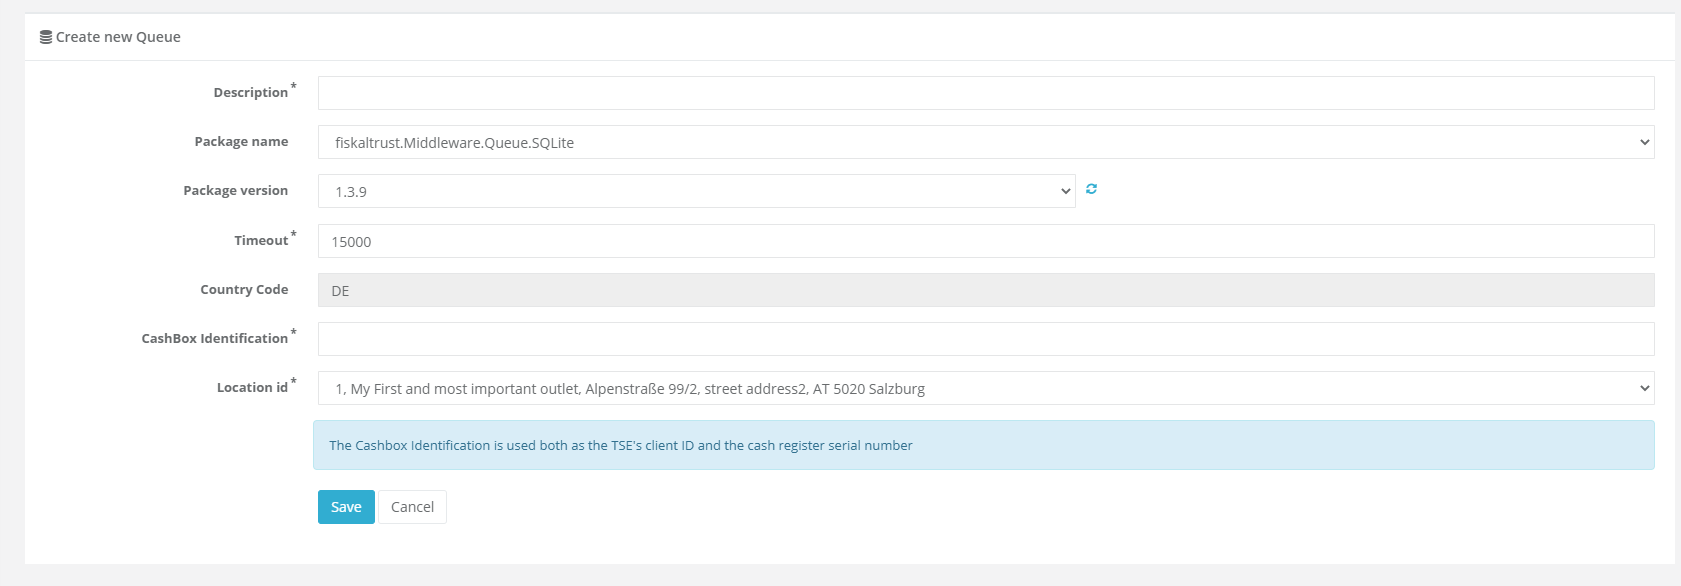 Create new Queue
Description *
Package name fiskaltrust.Middleware.Queue.SQLite
Package version 1.3.9
Timeout * 15000
Country Code DE
CashBox Identification *
Location id * 1, My First and most important outlet, Alpenstraße 99/2, street address2, AT 5020 Salzburg
The Cashbox Identification is used both as the TSE's client ID and the cash register serial number
Save Cancel